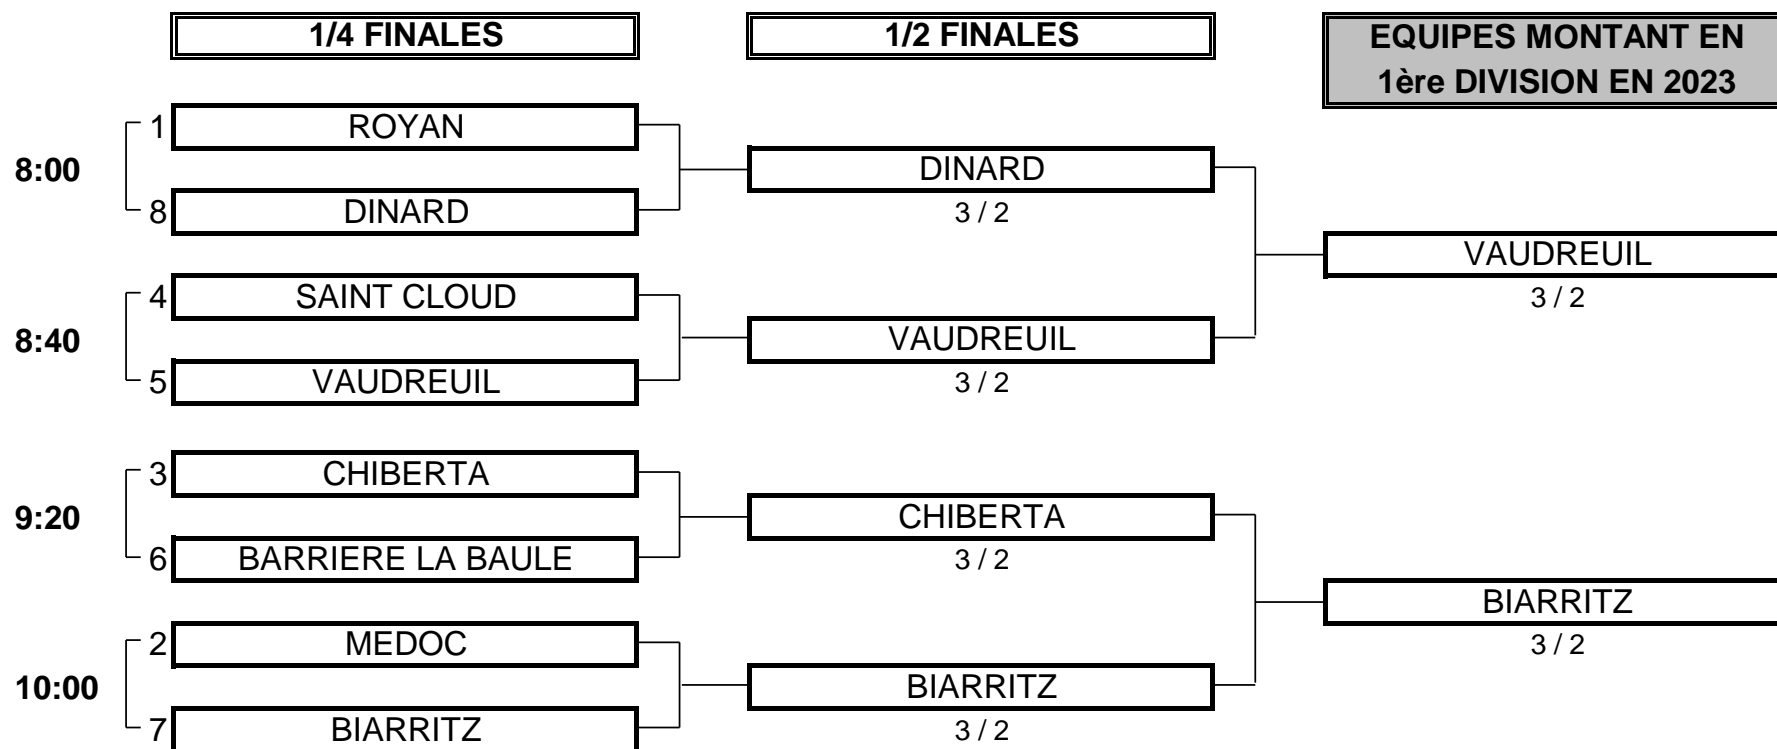 1/4 FINALES
1/2 FINALES
EQUIPES MONTANT EN
1ère DIVISION EN 2023
8:00
1 ROYAN
8 DINARD
DINARD
3 / 2
8:40
4 SAINT CLOUD
5 VAUDREUIL
VAUDREUIL
3 / 2
VAUDREUIL
3 / 2
9:20
3 CHIBERTA
6 BARRIERE LA BAULE
CHIBERTA
3 / 2
10:00
2 MEDOC
7 BIARRITZ
BIARRITZ
3 / 2
BIARRITZ
3 / 2